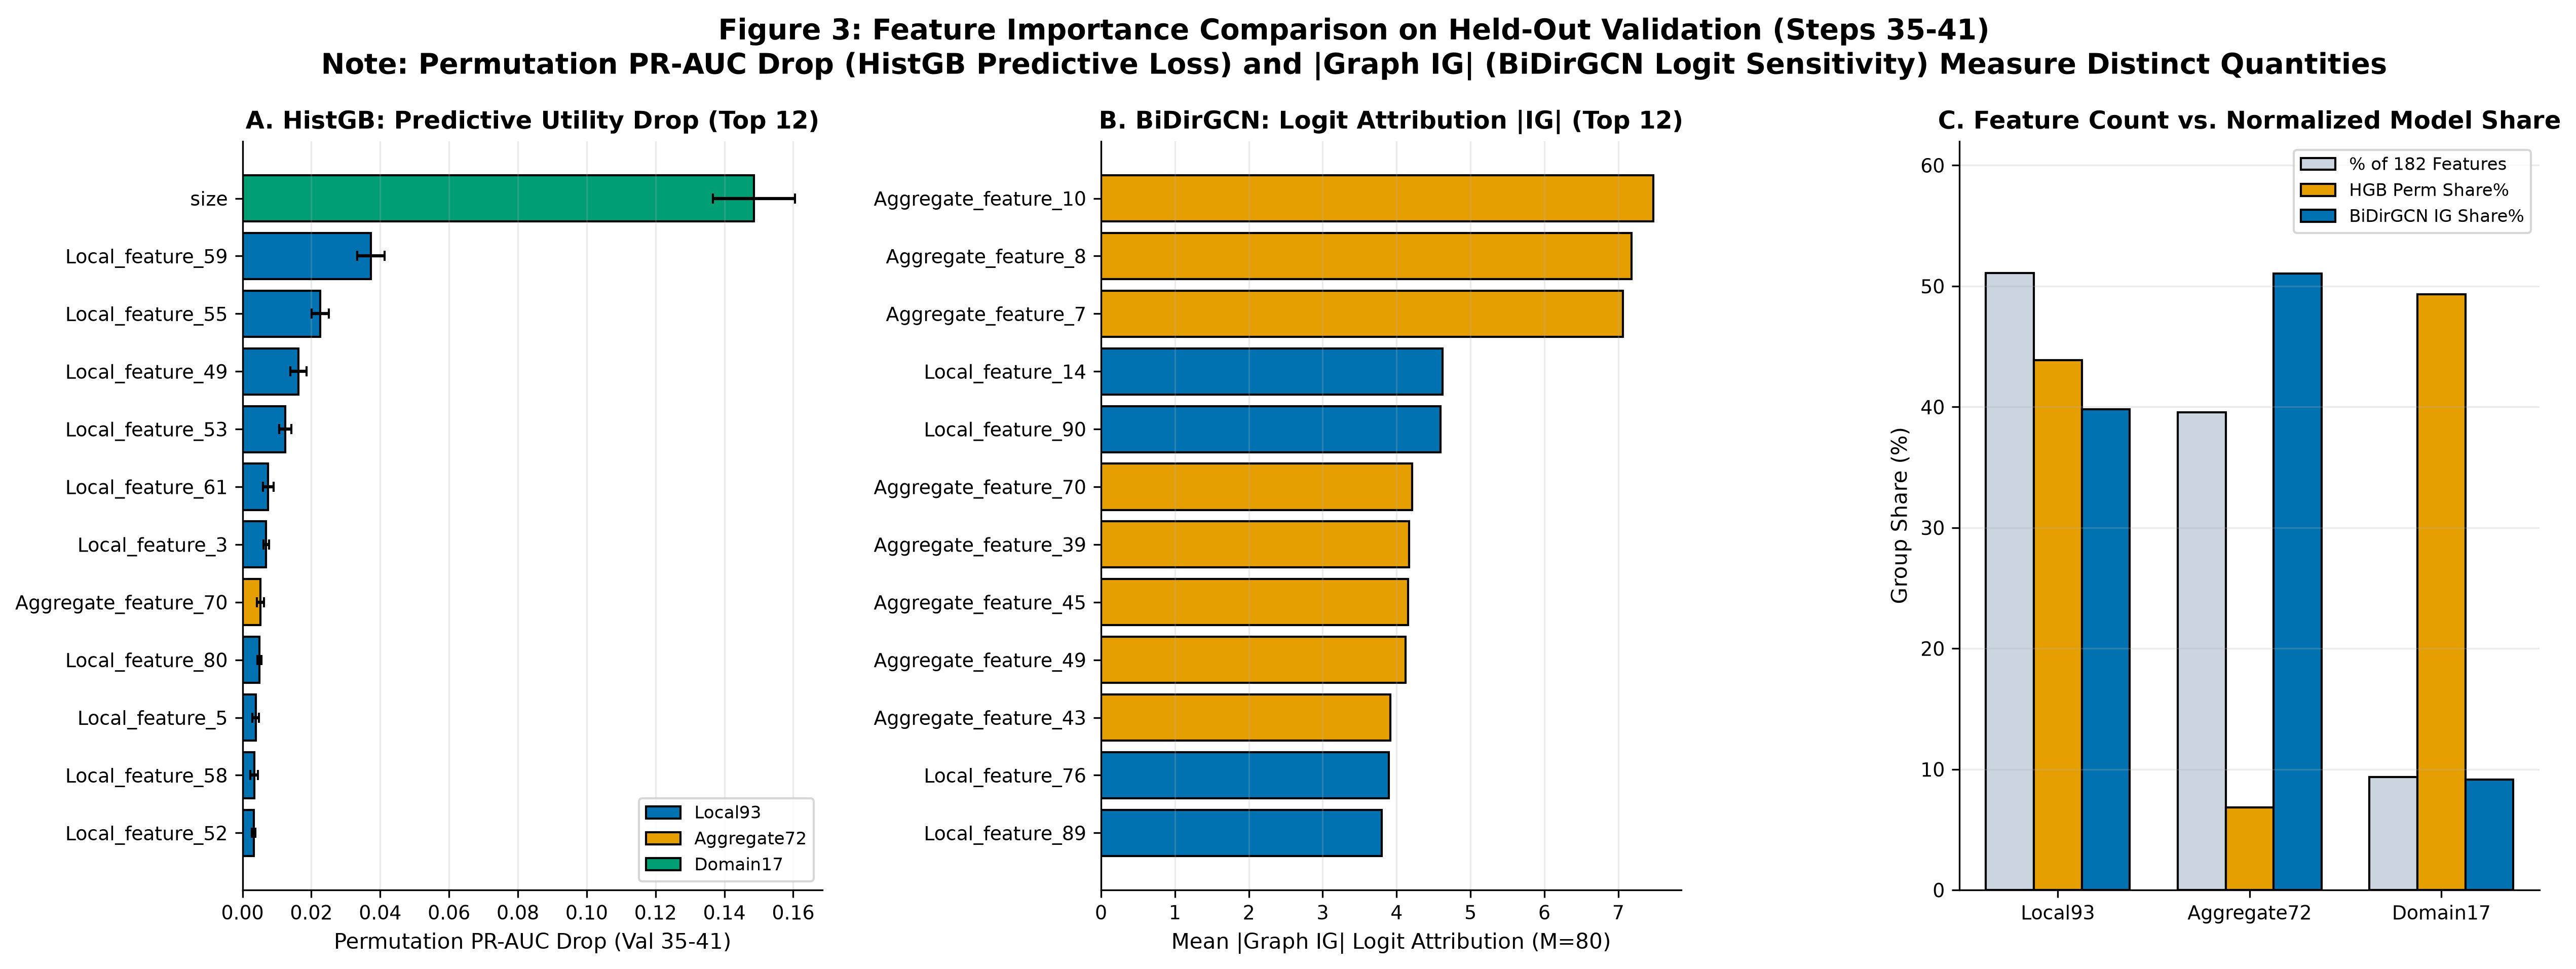 Figure 3: Feature Importance Comparison on Held-Out Validation (Steps 35-41)
Note: Permutation PR-AUC Drop (HistGB Predictive Loss) and |Graph IG| (BiDirGCN Logit Sensitivity) Measure Distinct Quantities
A. HistGB: Predictive Utility Drop (Top 12)
size
Local_feature_59
Local_feature_55
Local_feature_49
Local_feature_53
Local_feature_61
Local_feature_3
Aggregate_feature_70
Local_feature_80
Local_feature_5
Local_feature_58
Local_feature_52
Local93
Aggregate72
Domain17
0.00 0.02 0.04 0.06 0.08 0.10 0.12 0.14 0.16
Permutation PR-AUC Drop (Val 35-41)
B. BiDirGCN: Logit Attribution |IG| (Top 12)
Aggregate_feature_10
Aggregate_feature_8
Aggregate_feature_7
Local_feature_14
Local_feature_90
Aggregate_feature_70
Aggregate_feature_39
Aggregate_feature_45
Aggregate_feature_49
Aggregate_feature_43
Local_feature_76
Local_feature_89
0 1 2 3 4 5 6 7
Mean |Graph IG| Logit Attribution (M=80)
C. Feature Count vs. Normalized Model Share
% of 182 Features
HGB Perm Share%
BiDirGCN IG Share%
Group Share (%)
60
50
40
30
20
10
0
Local93 Aggregate72 Domain17